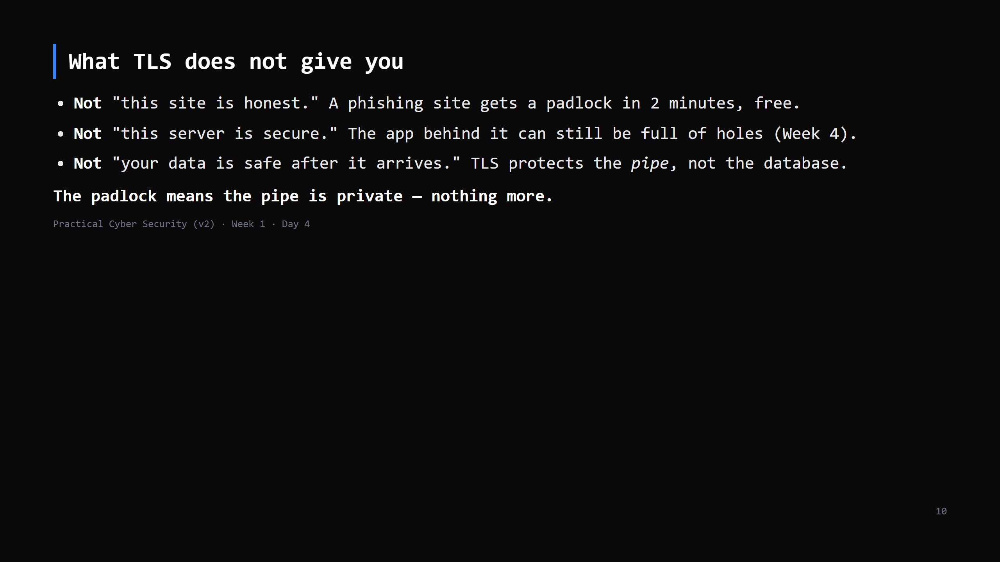 What TLS does not give you
• Not "this site is honest." A phishing site gets a padlock in 2 minutes, free.
• Not "this server is secure." The app behind it can still be full of holes (Week 4).
• Not "your data is safe after it arrives." TLS protects the pipe, not the database.
The padlock means the pipe is private — nothing more.
Practical Cyber Security (v2) · Week 1 · Day 4
10